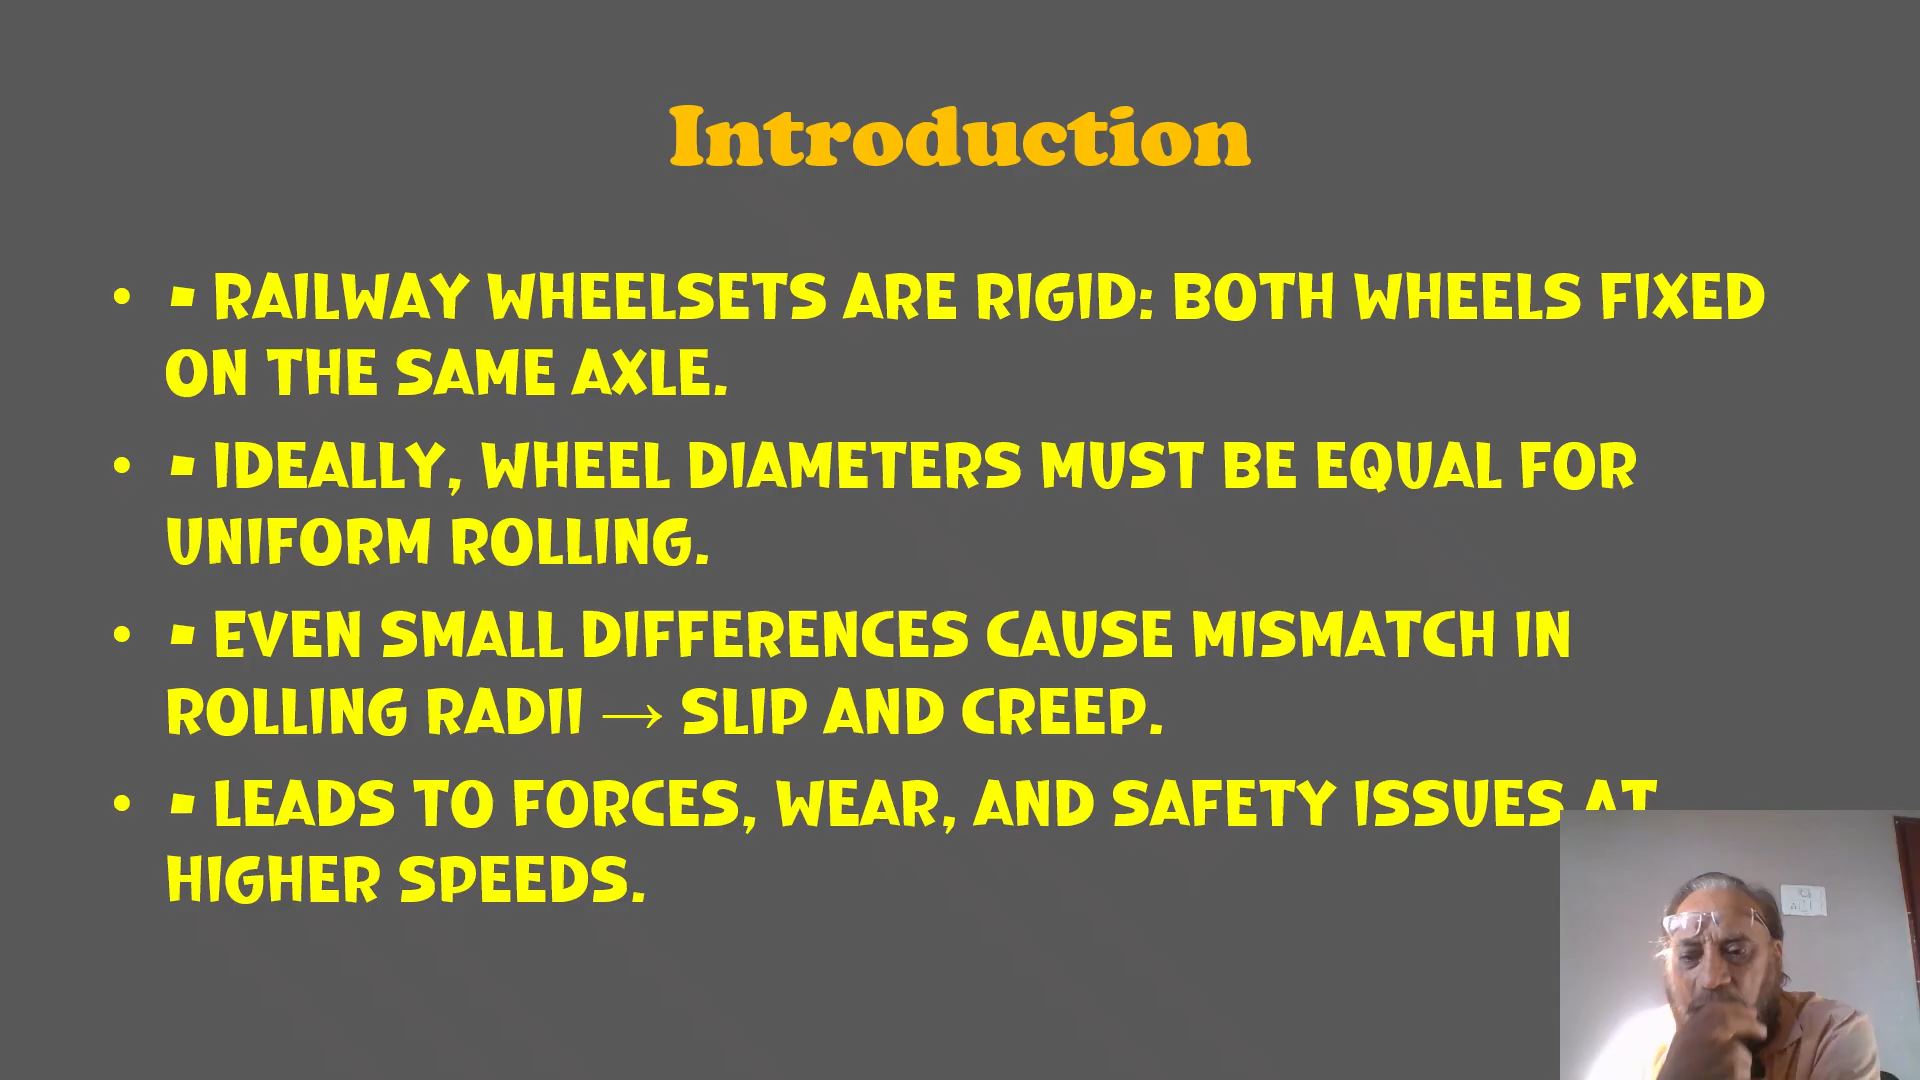 Introduction
• ▪ RAILWAY WHEELSETS ARE RIGID: BOTH WHEELS FIXED
ON THE SAME AXLE.
• ▪ IDEALLY, WHEEL DIAMETERS MUST BE EQUAL FOR
UNIFORM ROLLING.
• ▪ EVEN SMALL DIFFERENCES CAUSE MISMATCH IN
ROLLING RADII → SLIP AND CREEP.
• ▪ LEADS TO FORCES, WEAR, AND SAFETY ISSUES AT
HIGHER SPEEDS.